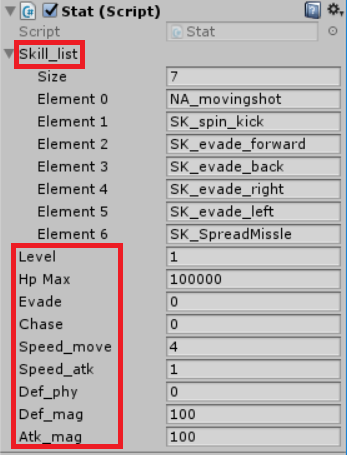 Stat (Script)
Script Stat
Skill_list
Size 7
Element 0 NA_movingshot
Element 1 SK_spin_kick
Element 2 SK_evade_forward
Element 3 SK_evade_back
Element 4 SK_evade_right
Element 5 SK_evade_left
Element 6 SK_SpreadMissle
Level 1
Hp Max 100000
Evade 0
Chase 0
Speed_move 4
Speed_atk 1
Def_phy 0
Def_mag 100
Atk_mag 100